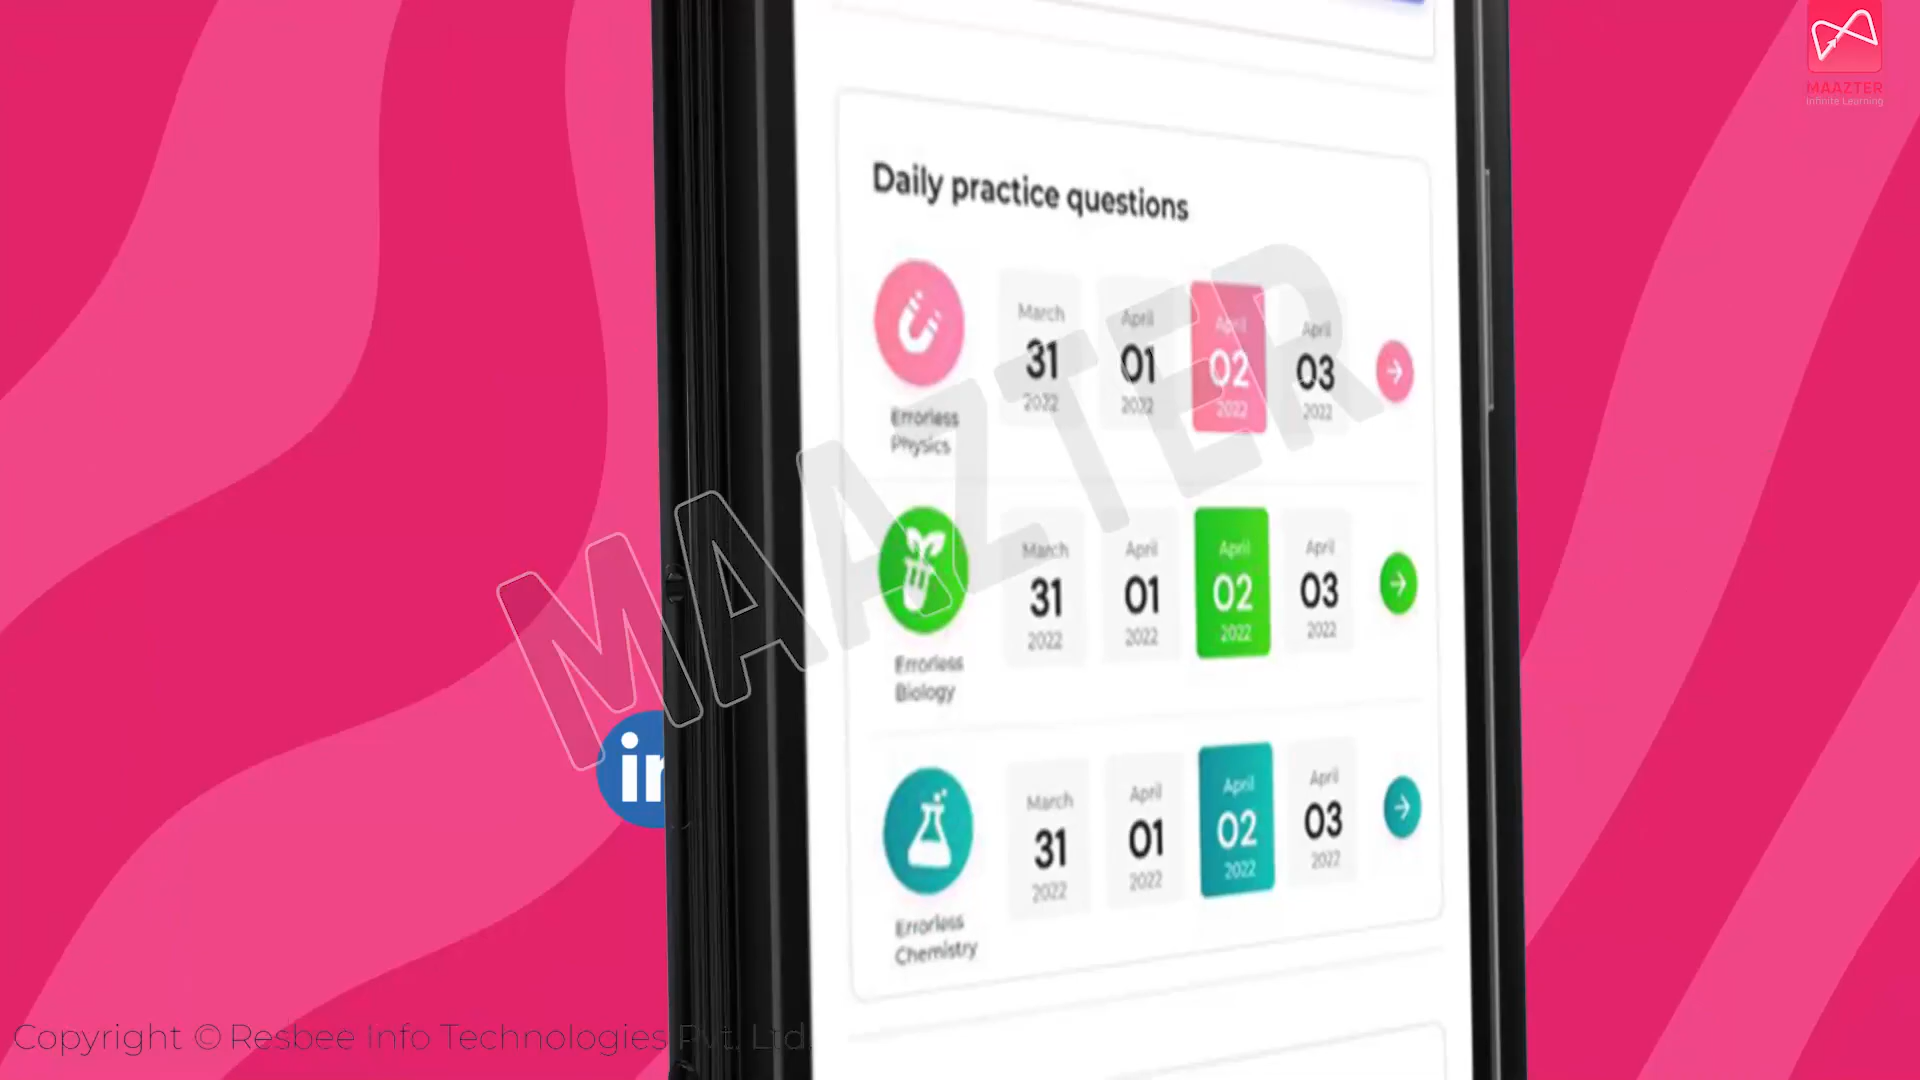 MAAZTER
Infinite Learning
Daily practice questions
March April April April
31 01 02 03
2022 2022 2022 2022
Errorless
Physics
March April April April
31 01 02 03
2022 2022 2022 2022
Errorless
Biology
March April April April
31 01 02 03
2022 2022 2022 2022
Errorless
Chemistry
MAAZTER
in
Copyright © Resbee Info Technologies Pvt. Ltd.